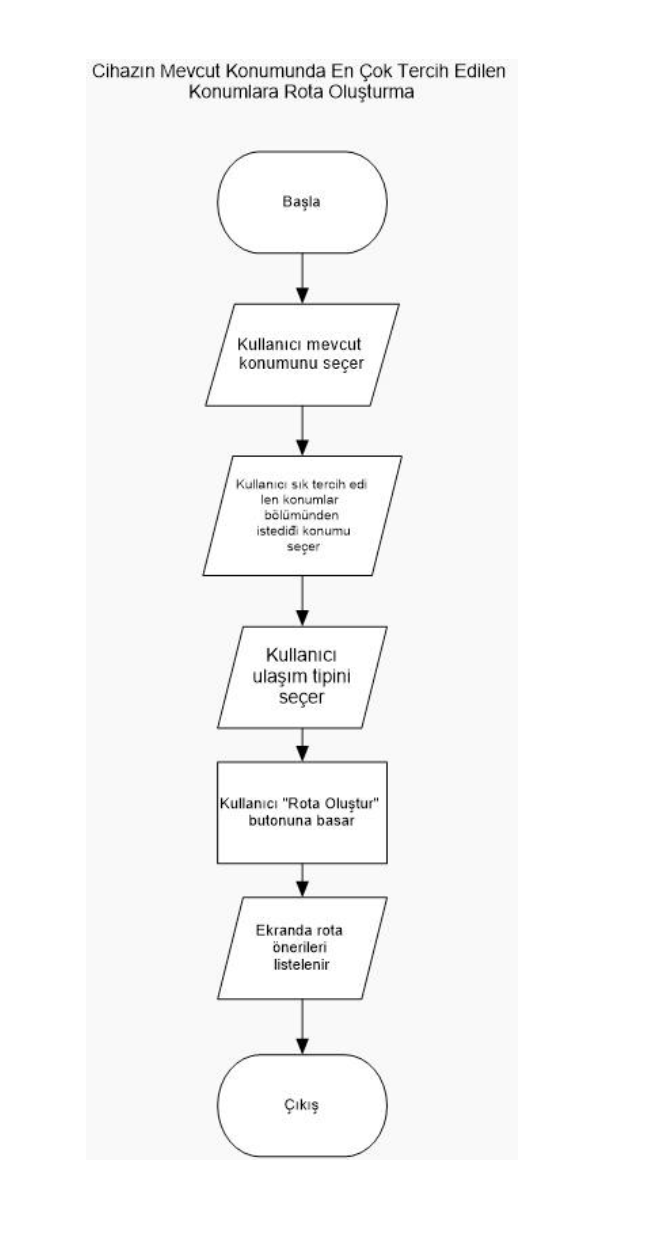 Cihazın Mevcut Konumunda En Çok Tercih Edilen
Konumlara Rota Oluşturma
Başla
Kullanıcı mevcut
konumunu seçer
Kullanıcı sık tercih edi
len konumlar
bölümünden
istediği konumu
seçer
Kullanıcı
ulaşım tipini
seçer
Kullanıcı "Rota Oluştur"
butonuna basar
Ekranda rota
önerileri
listelenir
Çıkış